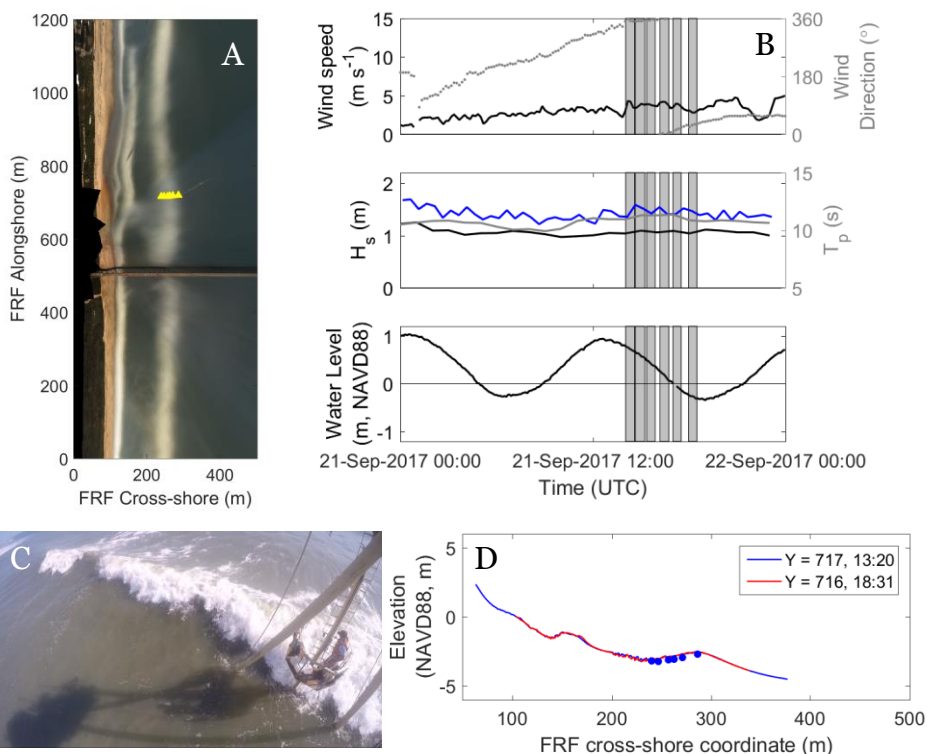 A
1200
1000
800
600
400
200
0
FRF Alongshore (m)
0
200
400
FRF Cross-shore (m)
B
15
10
5
0
Wind speed
(m s⁻¹)
360
180
0
Wind
Direction (°)
2
1
0
Hₛ (m)
15
10
5
Tₚ (s)
1
0
-1
Water Level
(m, NAVD88)
21-Sep-2017 00:00
21-Sep-2017 12:00
22-Sep-2017 00:00
Time (UTC)
C
D
5
0
-5
Elevation
(NAVD88, m)
Y = 717, 13:20
Y = 716, 18:31
100
200
300
400
500
FRF cross-shore coordinate (m)